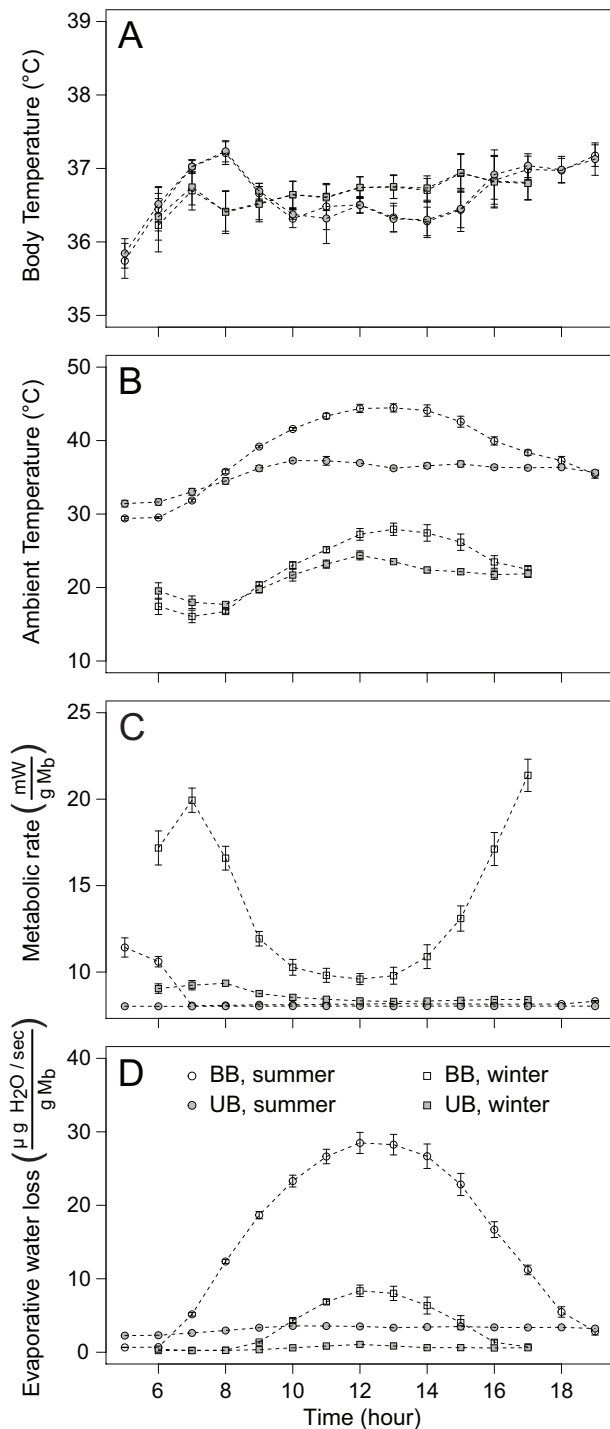 A
Body Temperature (°C)
39
38
37
36
35
B
Ambient Temperature (°C)
50
40
30
20
10
C
Metabolic rate (mW / g Mb)
25
20
15
10
D
Evaporative water loss (µ g H2O / sec / g Mb)
40
30
20
10
0
BB, summer
BB, winter
UB, summer
UB, winter
6 8 10 12 14 16 18
Time (hour)